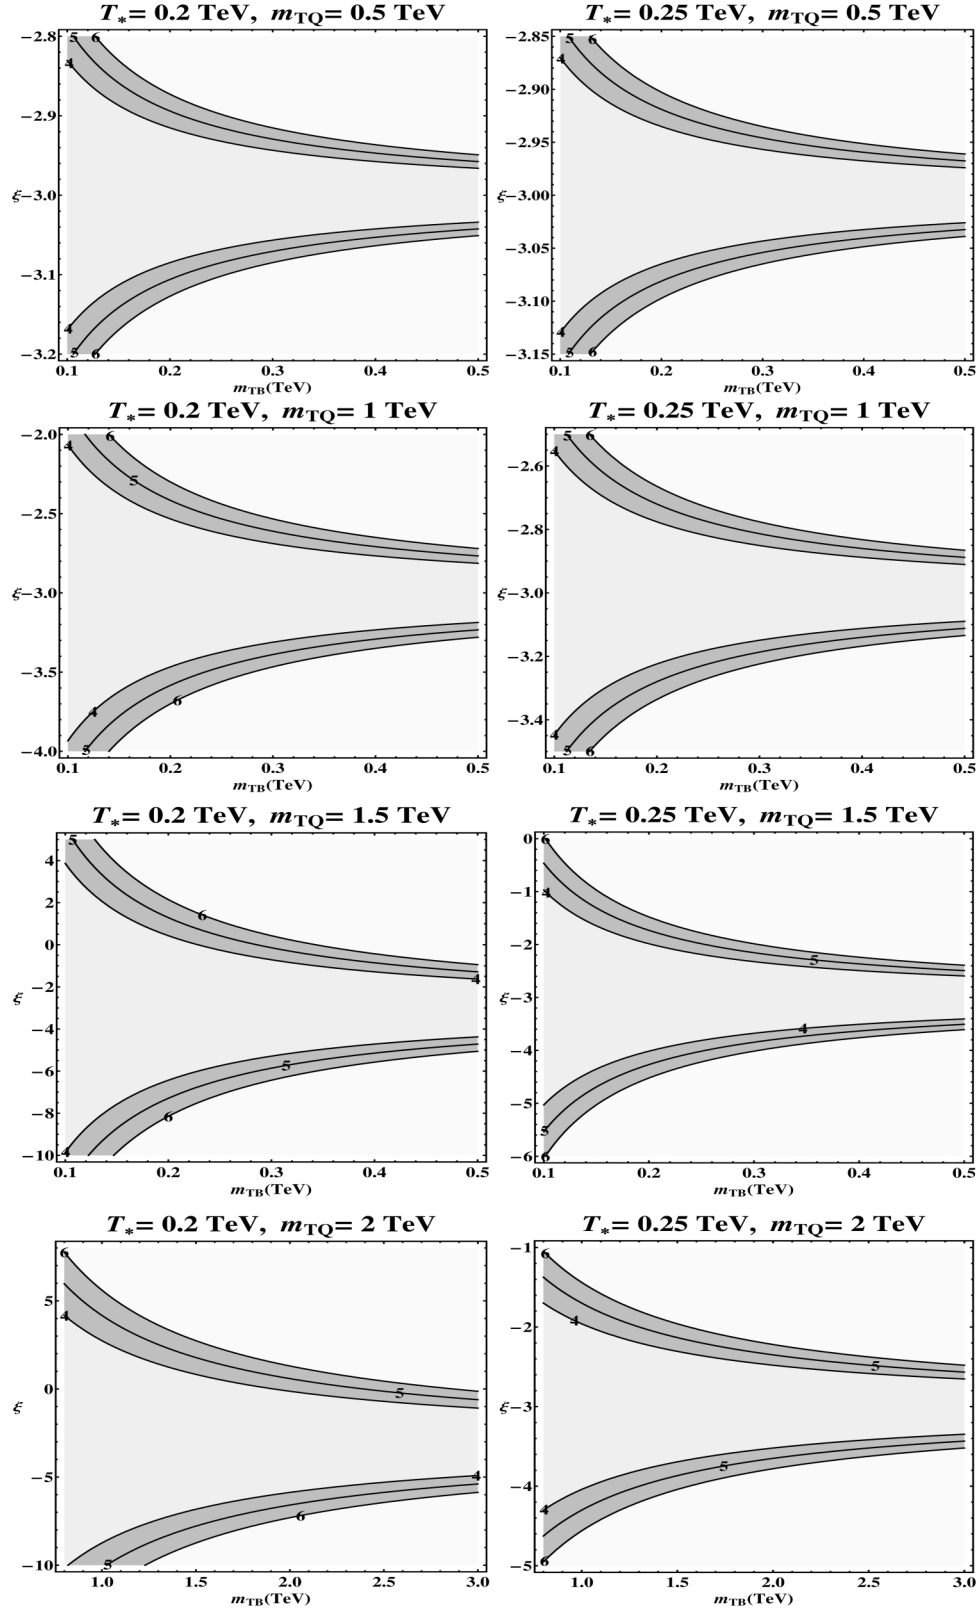 T* = 0.2 TeV, mTQ = 0.5 TeV
−2.8
−2.9
ξ −3.0
−3.1
−3.2
5 6
4
4
5 6
0.1 0.2 0.3 0.4 0.5
mTB(TeV)
T* = 0.25 TeV, mTQ = 0.5 TeV
−2.85
−2.90
−2.95
ξ −3.00
−3.05
−3.10
−3.15
5 6
4
4
5 6
0.1 0.2 0.3 0.4 0.5
mTB(TeV)
T* = 0.2 TeV, mTQ = 1 TeV
−2.0
−2.5
ξ −3.0
−3.5
−4.0
6
4
5
6
4
5
0.1 0.2 0.3 0.4 0.5
mTB(TeV)
T* = 0.25 TeV, mTQ = 1 TeV
−2.6
−2.8
ξ −3.0
−3.2
−3.4
5 6
4
4
5 6
0.1 0.2 0.3 0.4 0.5
mTB(TeV)
T* = 0.2 TeV, mTQ = 1.5 TeV
4
2
0
−2
ξ
−4
−6
−8
−10
5
6
4
5
6
4
0.1 0.2 0.3 0.4 0.5
mTB(TeV)
T* = 0.25 TeV, mTQ = 1.5 TeV
0
−1
−2
ξ −3
−4
−5
−6
6
4
5
4
5
6
0.1 0.2 0.3 0.4 0.5
mTB(TeV)
T* = 0.2 TeV, mTQ = 2 TeV
5
0
ξ
−5
−10
6
4
5
4
6
5
1.0 1.5 2.0 2.5 3.0
mTB(TeV)
T* = 0.25 TeV, mTQ = 2 TeV
−1
−2
ξ −3
−4
−5
6
4
5
5
4
6
1.0 1.5 2.0 2.5 3.0
mTB(TeV)